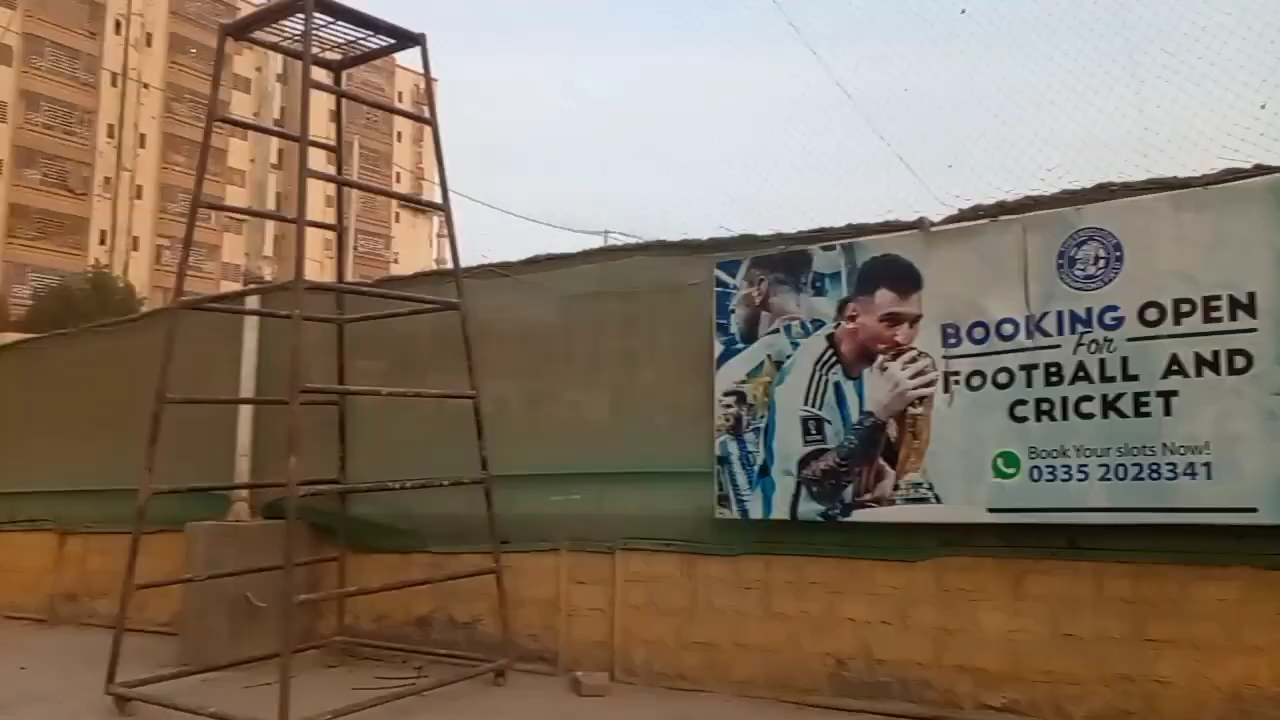 BOOKING OPEN
For
FOOTBALL AND
CRICKET
Book Your slots Now!
0335 2028341